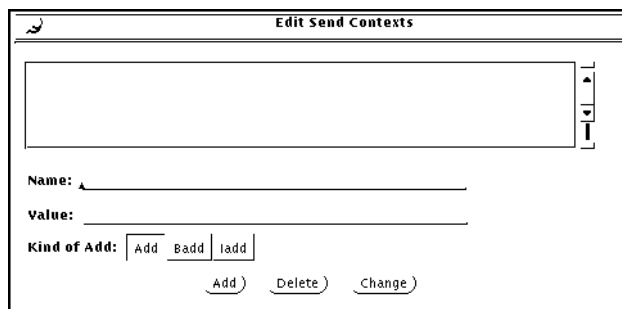 Edit Send Contexts
Name:
Value:
Kind of Add: Add Badd Iadd
Add Delete Change